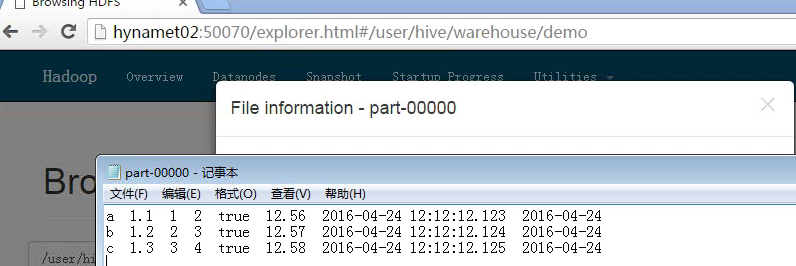 Browsing HDFS
hynamet02:50070/explorer.html#/user/hive/warehouse/demo
Hadoop Overview Datanodes Snapshot Startup Progress Utilities
File information - part-00000
×
Bro
part-00000 - 记事本
文件(F) 编辑(E) 格式(O) 查看(V) 帮助(H)
a 1.1 1 2 true 12.56 2016-04-24 12:12:12.123 2016-04-24
b 1.2 2 3 true 12.57 2016-04-24 12:12:12.124 2016-04-24
c 1.3 3 4 true 12.58 2016-04-24 12:12:12.125 2016-04-24
/user/hi